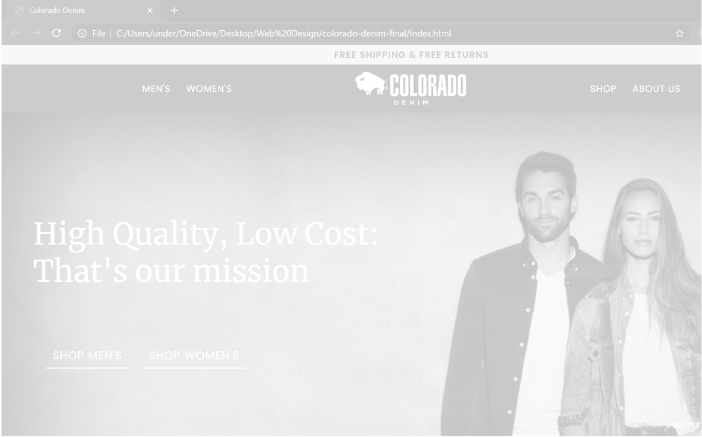 Colorado Denim
File C:/Users/under/OneDrive/Desktop/Web%20Design/colorado-denim-final/index.html
FREE SHIPPING & FREE RETURNS
MEN'S WOMEN'S COLORADO SHOP ABOUT US
DENIM
High Quality, Low Cost:
That's our mission
SHOP MEN'S SHOP WOMEN'S